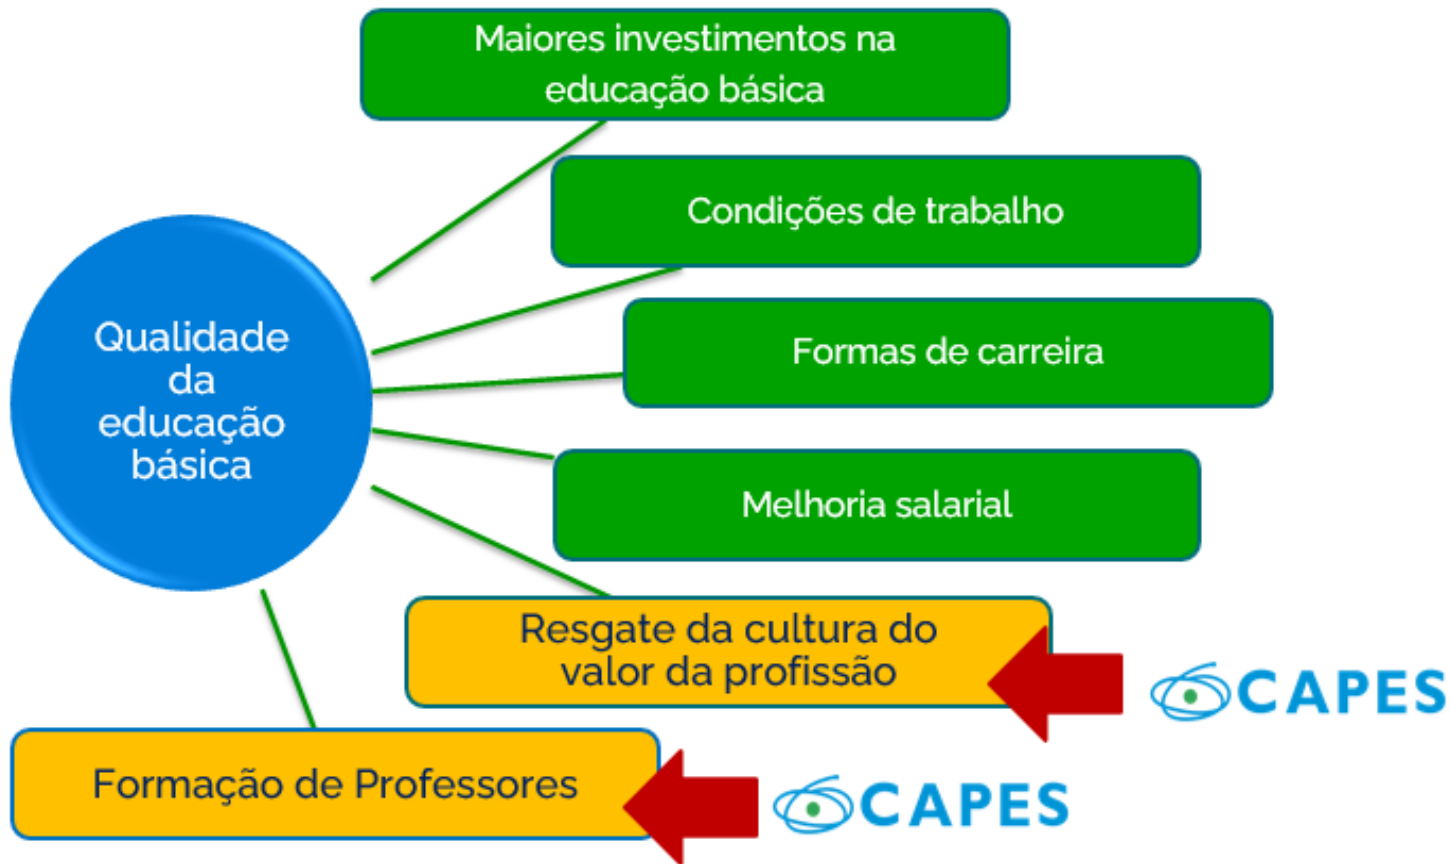 Maiores investimentos na
educação básica
Condições de trabalho
Formas de carreira
Qualidade
da
educação
básica
Melhoria salarial
Resgate da cultura do
valor da profissão
CAPES
Formação de Professores
CAPES